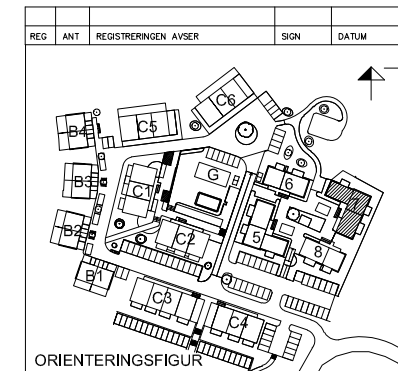 REG ANT REGISTRERINGEN AVSER SIGN DATUM
C6
B4 C5
G
B3 C1 6
B2 C2 5 8
B1
C3 C4
ORIENTERINGSFIGUR